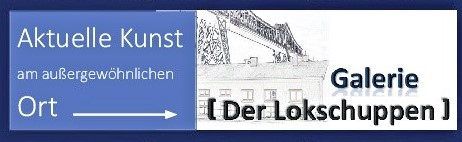 Aktuelle Kunst
am außergewöhnlichen
Ort
Galerie
[ Der Lokschuppen ]